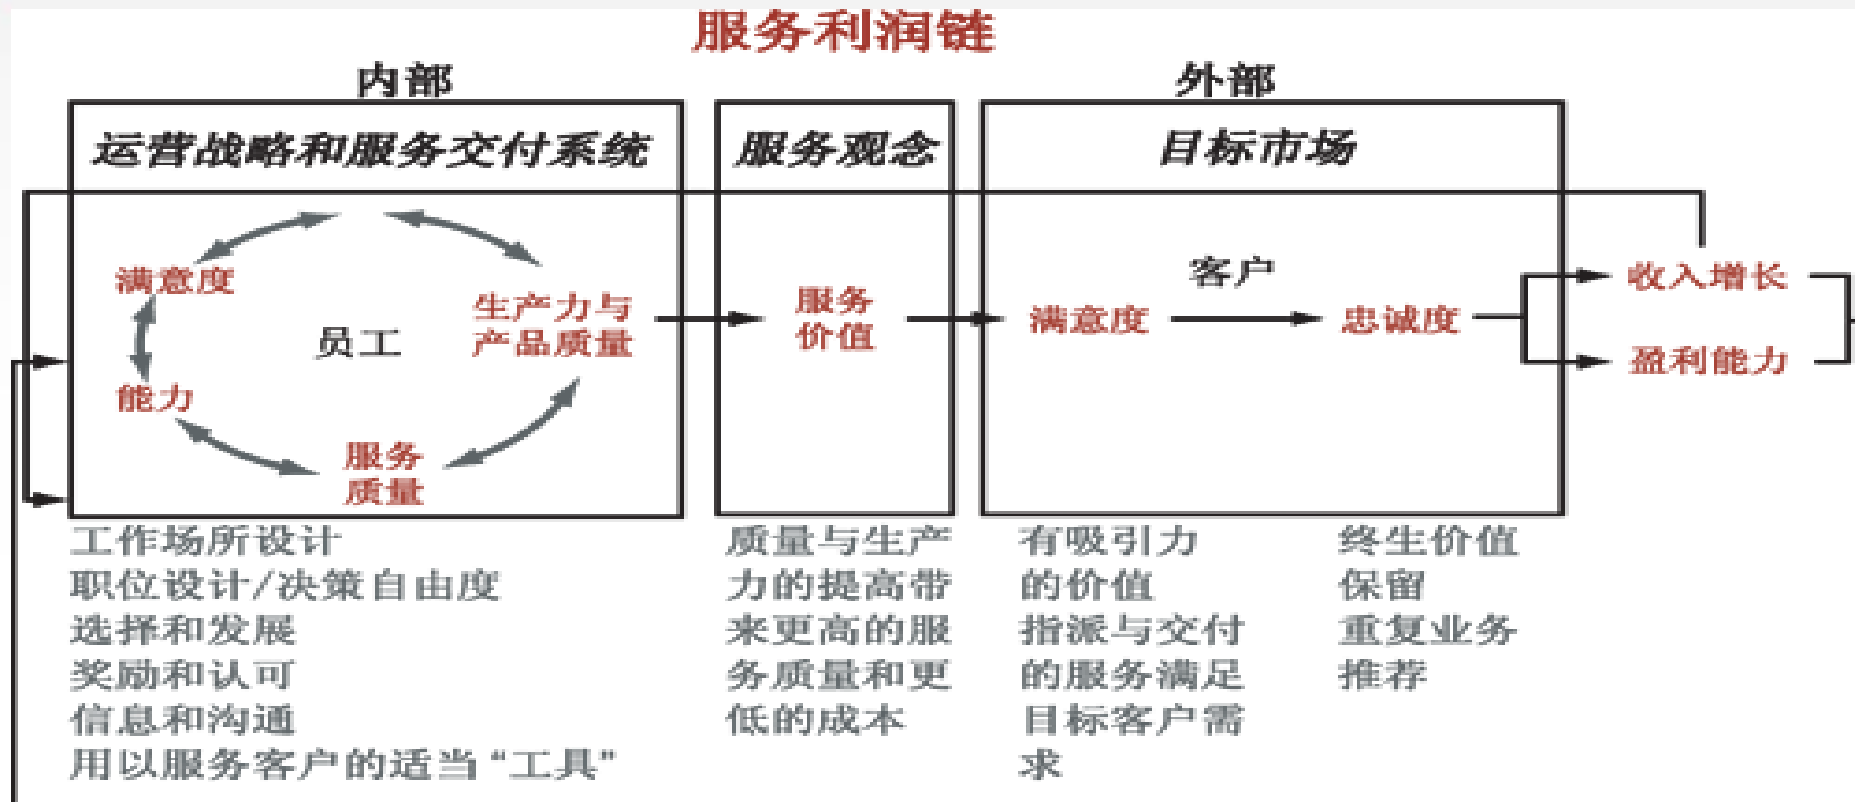 服务利润链
内部
外部
运营战略和服务交付系统
服务观念
目标市场
满意度
员工
生产力与
产品质量
能力
服务
质量
服务
价值
客户
满意度
忠诚度
收入增长
盈利能力
工作场所设计
职位设计/决策自由度
选择和发展
奖励和认可
信息和沟通
用以服务客户的适当“工具”
质量与生产
力的提高带
来更高的服
务质量和更
低的成本
有吸引力
的价值
指派与交付
的服务满足
目标客户需
求
终生价值
保留
重复业务
推荐